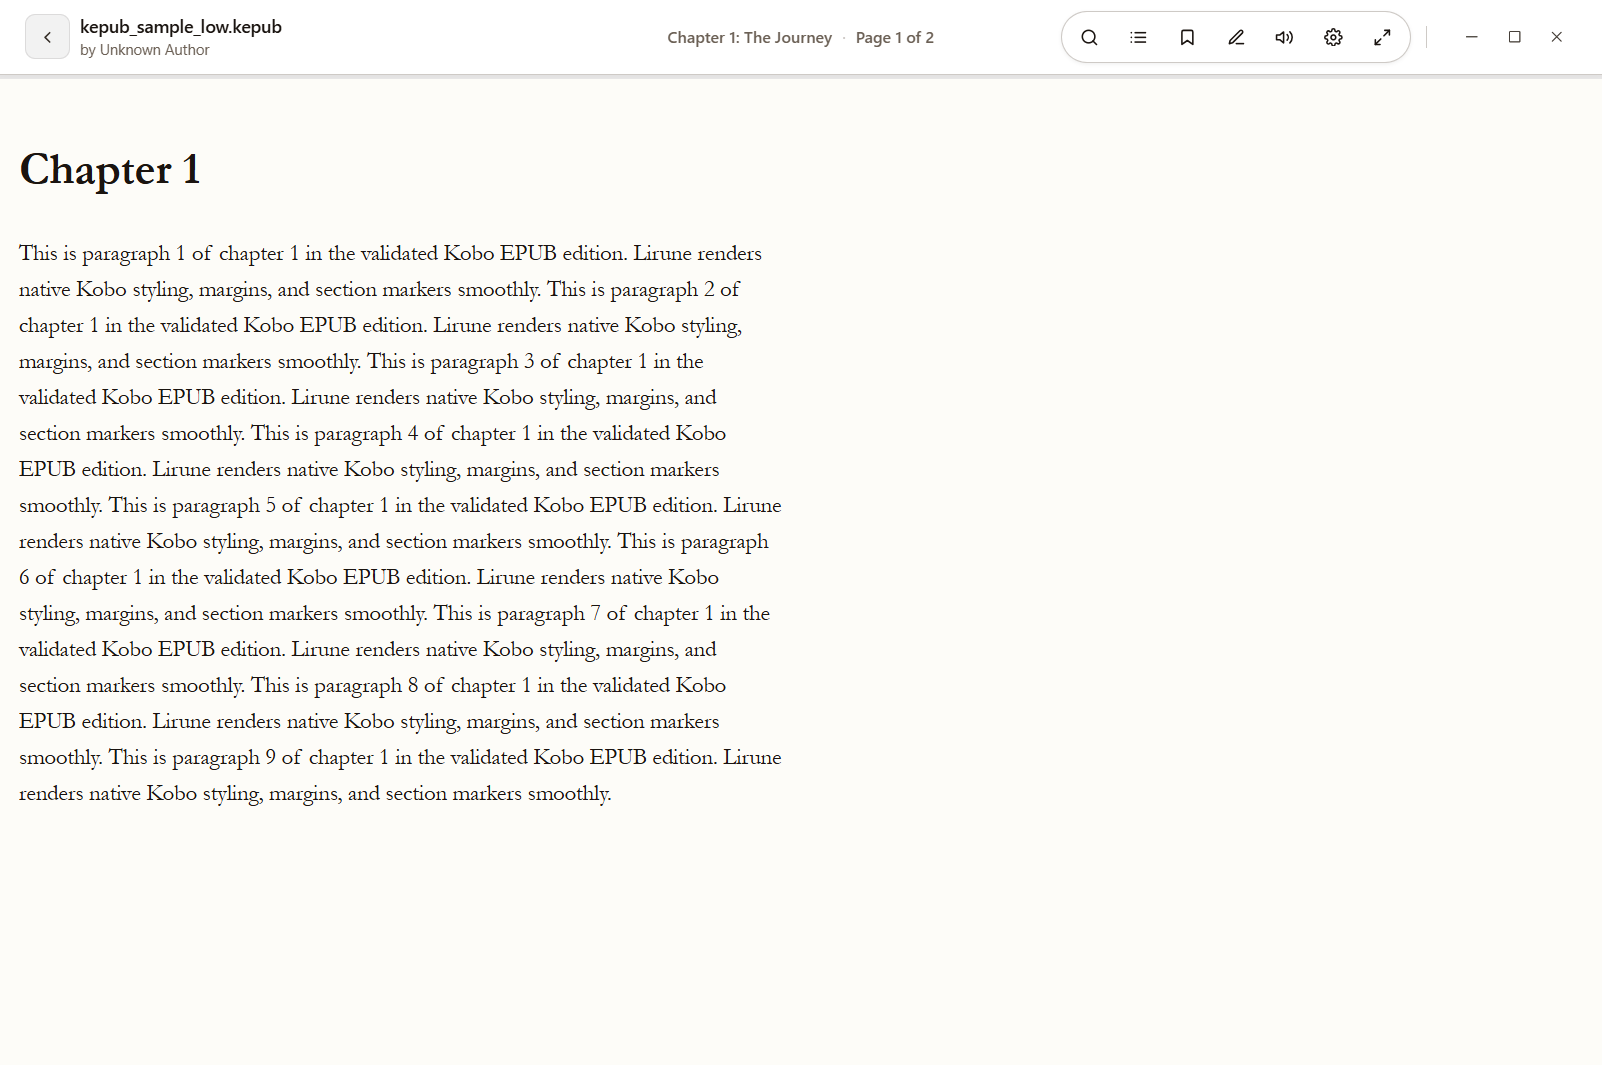 kepub_sample_low.kepub
by Unknown Author
Chapter 1: The Journey · Page 1 of 2
Chapter 1
This is paragraph 1 of chapter 1 in the validated Kobo EPUB edition. Lirune renders
native Kobo styling, margins, and section markers smoothly. This is paragraph 2 of
chapter 1 in the validated Kobo EPUB edition. Lirune renders native Kobo styling,
margins, and section markers smoothly. This is paragraph 3 of chapter 1 in the
validated Kobo EPUB edition. Lirune renders native Kobo styling, margins, and
section markers smoothly. This is paragraph 4 of chapter 1 in the validated Kobo
EPUB edition. Lirune renders native Kobo styling, margins, and section markers
smoothly. This is paragraph 5 of chapter 1 in the validated Kobo EPUB edition. Lirune
renders native Kobo styling, margins, and section markers smoothly. This is paragraph
6 of chapter 1 in the validated Kobo EPUB edition. Lirune renders native Kobo
styling, margins, and section markers smoothly. This is paragraph 7 of chapter 1 in the
validated Kobo EPUB edition. Lirune renders native Kobo styling, margins, and
section markers smoothly. This is paragraph 8 of chapter 1 in the validated Kobo
EPUB edition. Lirune renders native Kobo styling, margins, and section markers
smoothly. This is paragraph 9 of chapter 1 in the validated Kobo EPUB edition. Lirune
renders native Kobo styling, margins, and section markers smoothly.